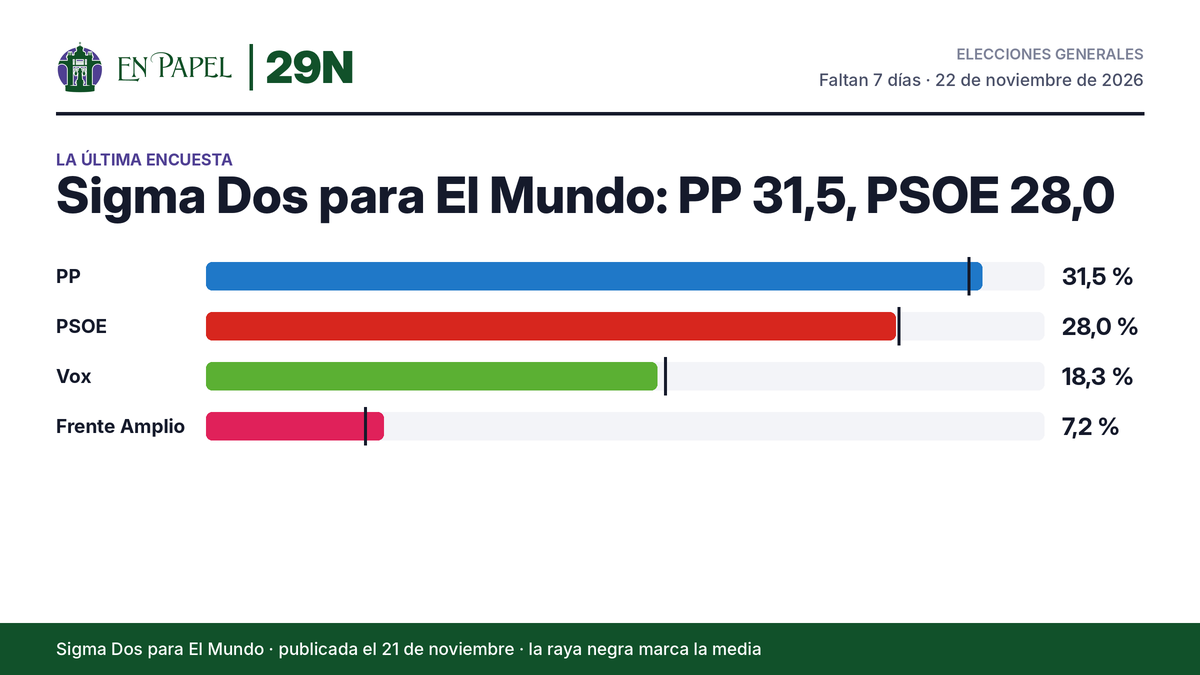 EN PAPEL | 29N
ELECCIONES GENERALES
Faltan 7 días · 22 de noviembre de 2026
LA ÚLTIMA ENCUESTA
Sigma Dos para El Mundo: PP 31,5, PSOE 28,0
PP 31,5 %
PSOE 28,0 %
Vox 18,3 %
Frente Amplio 7,2 %
Sigma Dos para El Mundo · publicada el 21 de noviembre · la raya negra marca la media